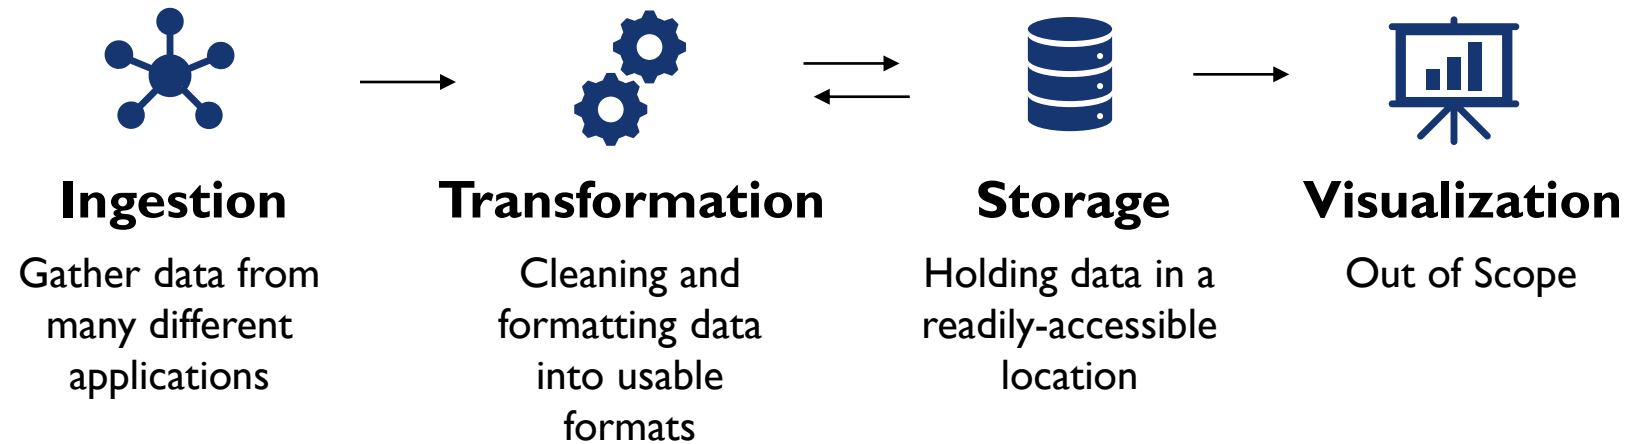 Ingestion
Gather data from
many different
applications
Transformation
Cleaning and
formatting data
into usable
formats
Storage
Holding data in a
readily-accessible
location
Visualization
Out of Scope